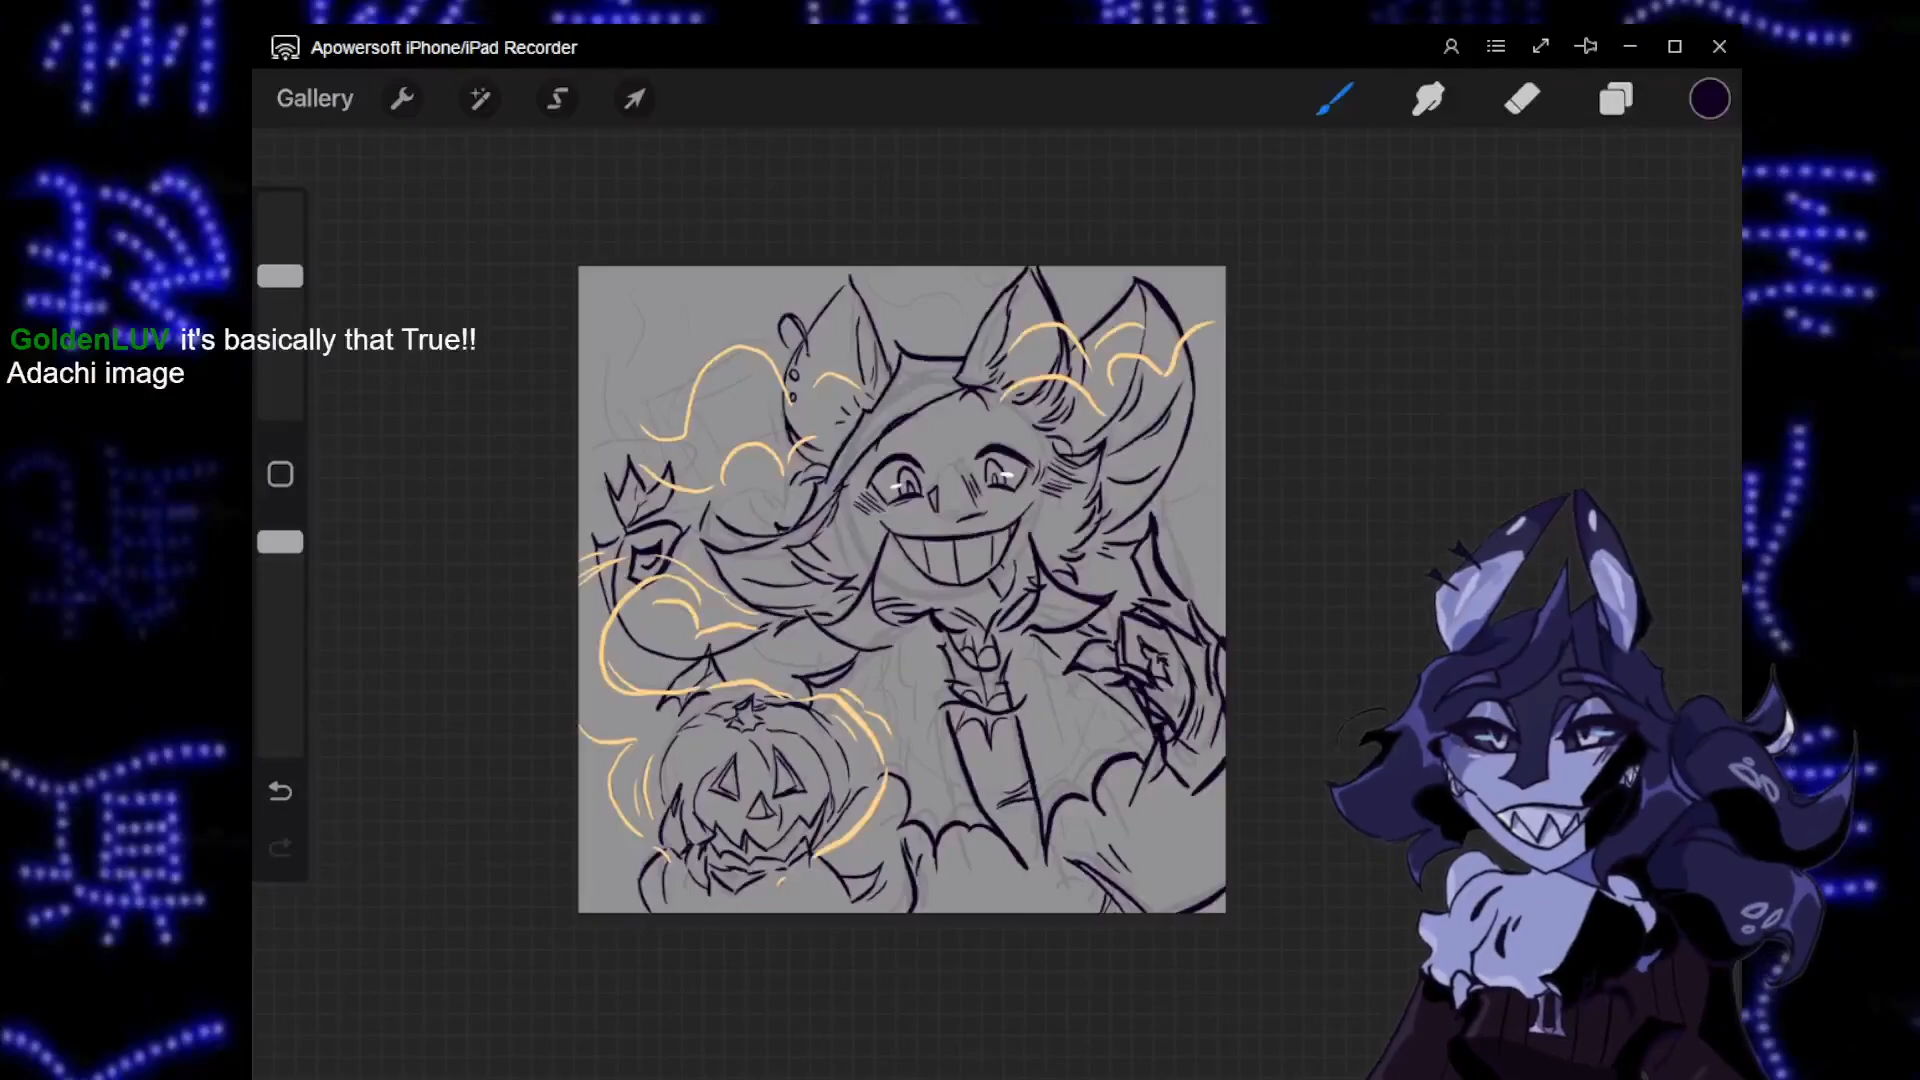 Apowersoft iPhone/iPad Recorder
Gallery
GoldenLUV it's basically that True!!
Adachi image